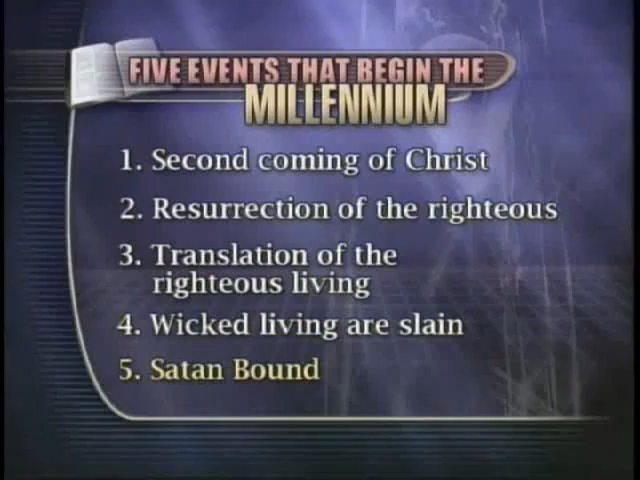 FIVE EVENTS THAT BEGIN THE
MILLENNIUM
1. Second coming of Christ
2. Resurrection of the righteous
3. Translation of the
righteous living
4. Wicked living are slain
5. Satan Bound